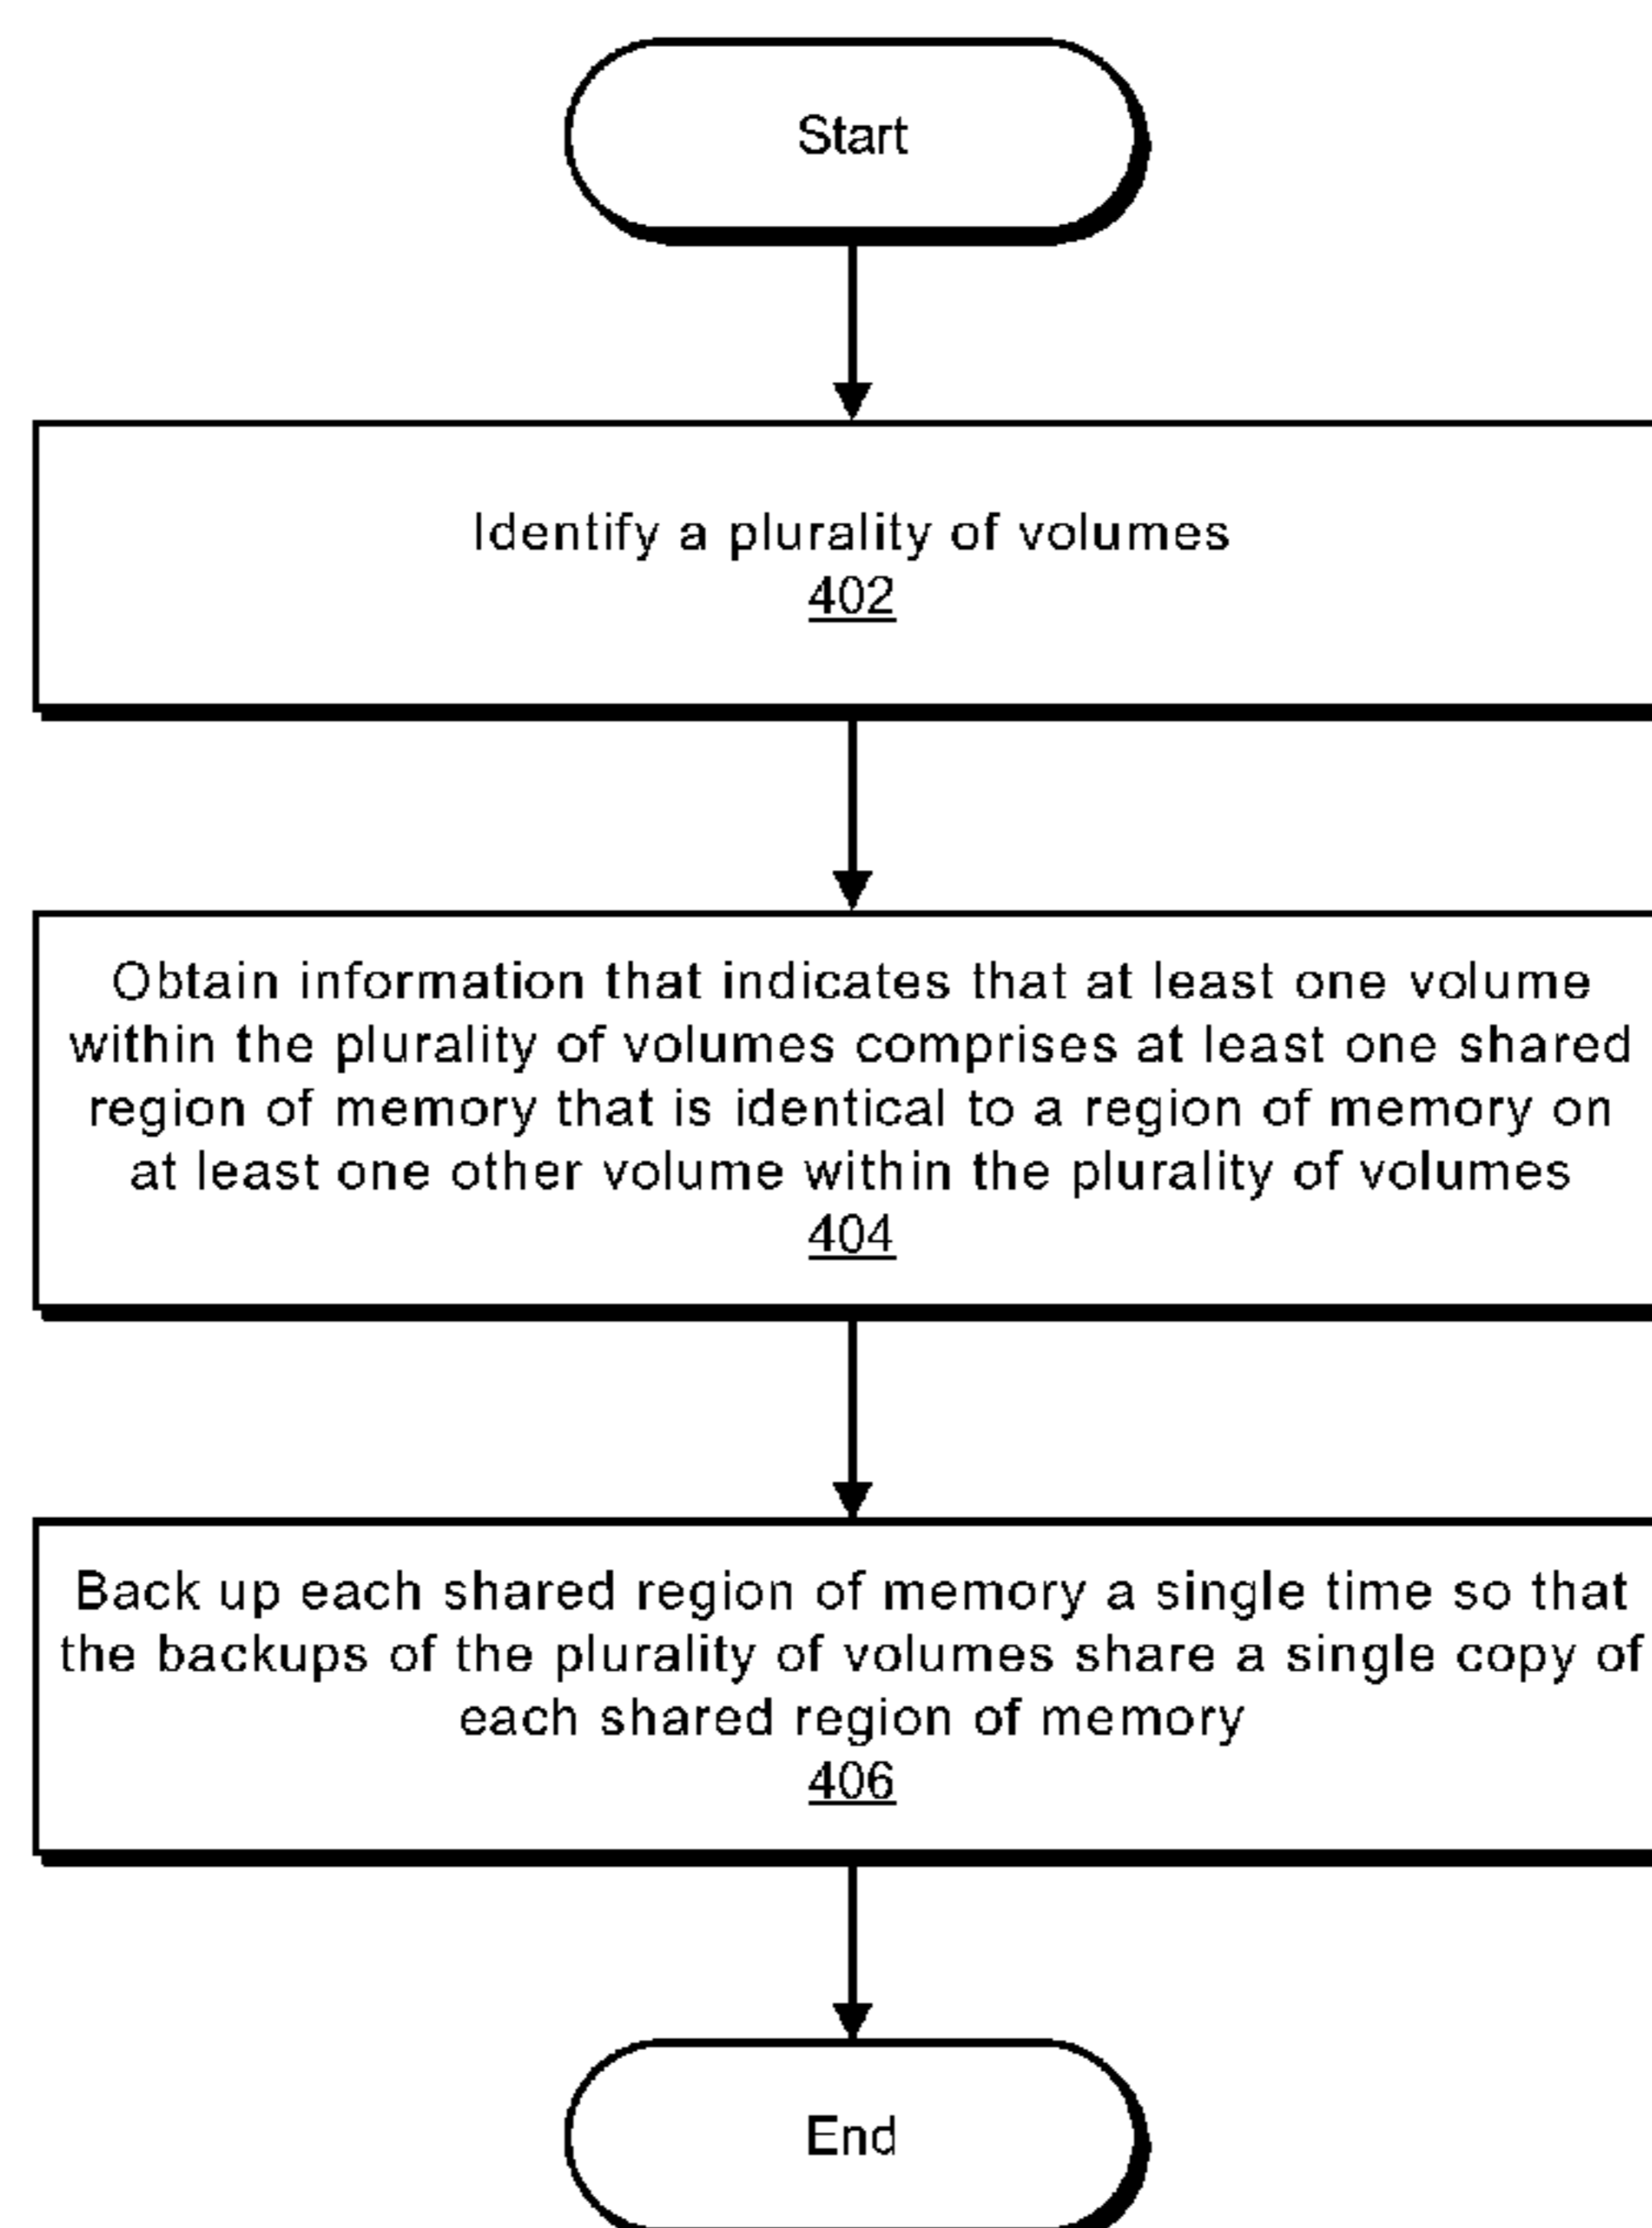 Start
Identify a plurality of volumes
402
Obtain information that indicates that at least one volume
within the plurality of volumes comprises at least one shared
region of memory that is identical to a region of memory on
at least one other volume within the plurality of volumes
404
Back up each shared region of memory a single time so that
the backups of the plurality of volumes share a single copy of
each shared region of memory
406
End